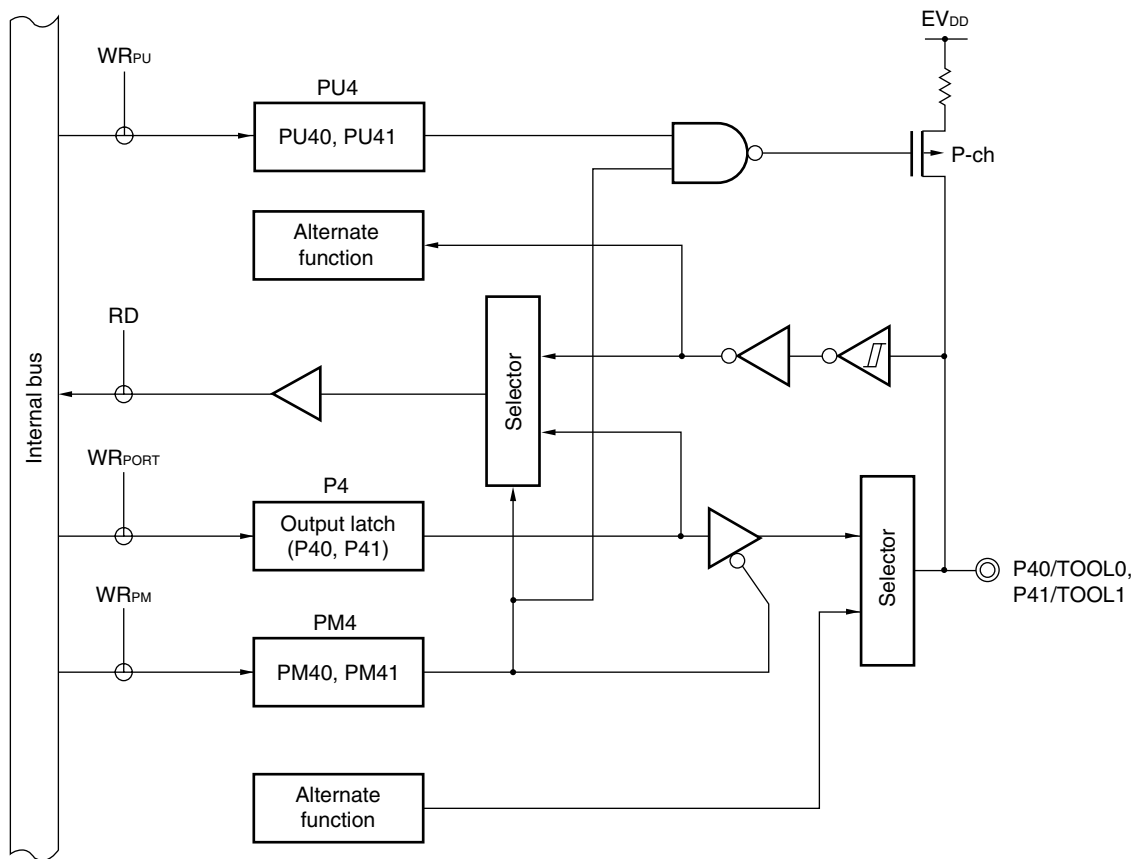 EVDD
WRPU
PU4
PU40, PU41
P-ch
Alternate
function
RD
Selector
Internal bus
WRPORT
P4
Output latch
(P40, P41)
Selector
P40/TOOL0,
P41/TOOL1
WRPM
PM4
PM40, PM41
Alternate
function